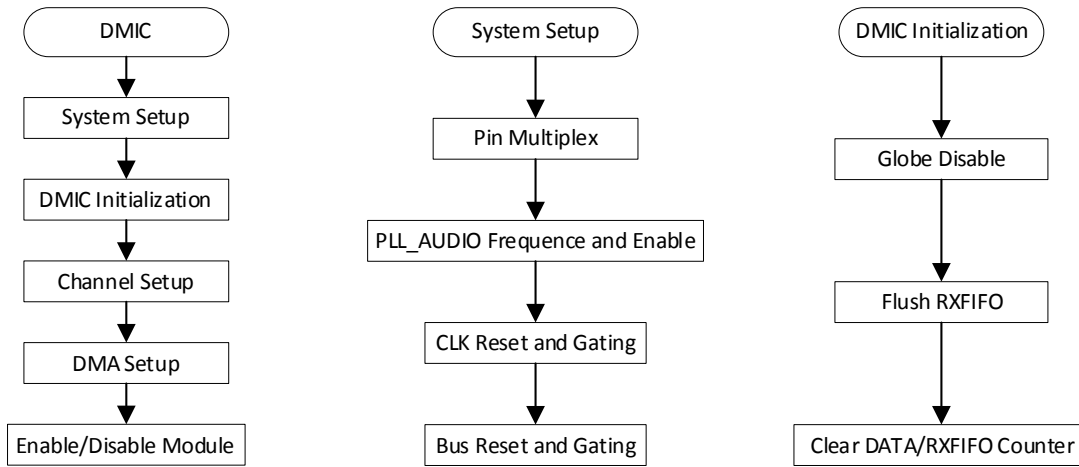 DMIC
System Setup
DMIC Initialization
Channel Setup
DMA Setup
Enable/Disable Module
System Setup
Pin Multiplex
PLL_AUDIO Frequence and Enable
CLK Reset and Gating
Bus Reset and Gating
DMIC Initialization
Globe Disable
Flush RXFIFO
Clear DATA/RXFIFO Counter